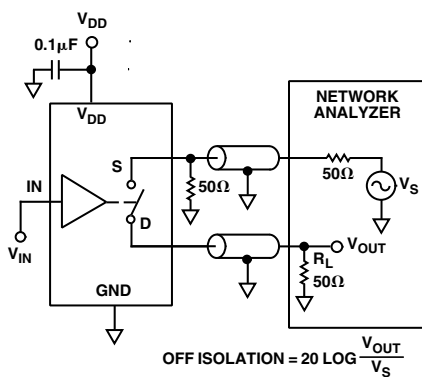 V_DD
0.1μF
V_DD
NETWORK
ANALYZER
S
50Ω
50Ω
V_S
IN
D
V_IN
V_OUT
R_L
50Ω
GND
OFF ISOLATION = 20 LOG V_OUT/V_S